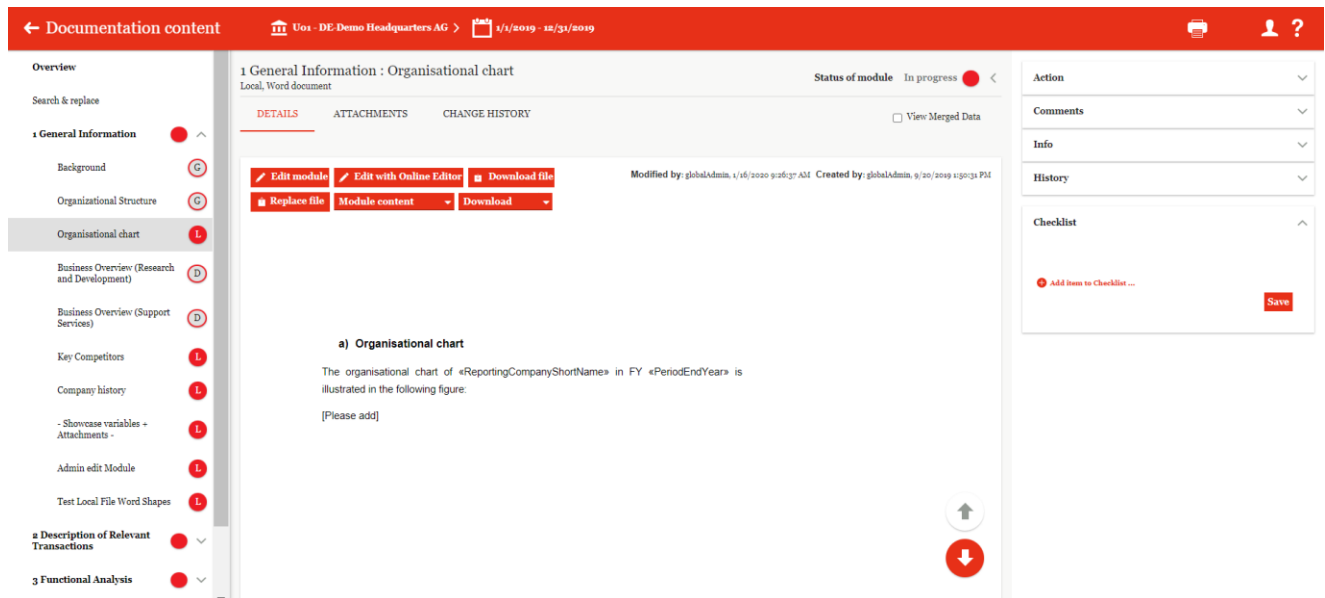 Documentation content
U01 - DE-Demo Headquarters AG
1/1/2019 - 12/31/2019
?
Overview
Search & replace
1 General Information
Background
G
Organizational Structure
G
Organisational chart
L
Business Overview (Research
and Development)
D
Business Overview (Support
Services)
D
Key Competitors
L
Company history
L
- Showcase variables +
Attachments -
L
Admin edit Module
L
Test Local File Word Shapes
L
2 Description of Relevant
Transactions
3 Functional Analysis
1 General Information : Organisational chart
Local, Word document
Status of module In progress
DETAILS ATTACHMENTS CHANGE HISTORY
View Merged Data
Edit module Edit with Online Editor Download file
Replace file Module content Download
Modified by: globalAdmin, 1/16/2020 9:26:37 AM Created by: globalAdmin, 9/20/2019 1:50:31 PM
a) Organisational chart
The organisational chart of «ReportingCompanyShortName» in FY «PeriodEndYear» is
illustrated in the following figure:
[Please add]
Action
Comments
Info
History
Checklist
Add item to Checklist ...
Save